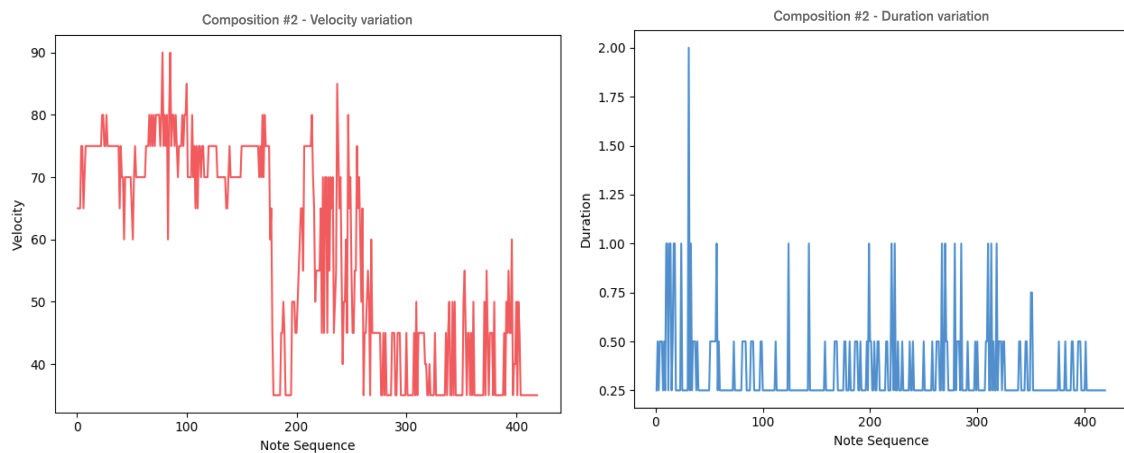 Composition #2 - Velocity variation
90
80
70
60
50
40
Velocity
0 100 200 300 400
Note Sequence
Composition #2 - Duration variation
2.00
1.75
1.50
1.25
1.00
0.75
0.50
0.25
Duration
0 100 200 300 400
Note Sequence